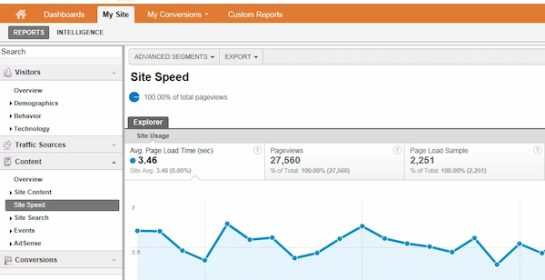 Dashboards My Site My Conversions Custom Reports
REPORTS INTELLIGENCE
Search
Visitors
Overview
Demographics
Behavior
Technology
Traffic Sources
Content
Overview
Site Content
Site Speed
Site Search
Events
AdSense
Conversions
ADVANCED SEGMENTS EXPORT
Site Speed
100.00% of total pageviews
Explorer
Site Usage
Avg. Page Load Time (sec)
3.46
Site Avg: 3.46 (0.00%)
Pageviews
27,560
% of Total: 100.00% (27,560)
Page Load Sample
2,251
% of Total: 100.00% (2,251)
7
3.5